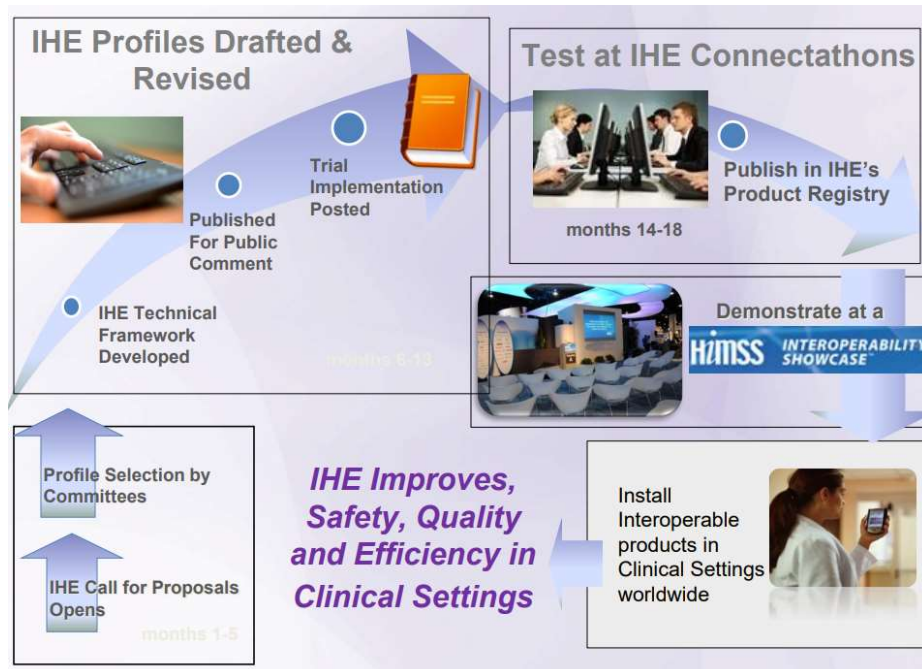 IHE Profiles Drafted &
Revised
Trial
Implementation
Posted
Published
For Public
Comment
IHE Technical
Framework
Developed
months 6-13
Test at IHE Connectathons
Publish in IHE's
Product Registry
months 14-18
Demonstrate at a
HIMSS INTEROPERABILITY
SHOWCASE™
Profile Selection by
Committees
IHE Call for Proposals
Opens
months 1-5
IHE Improves,
Safety, Quality
and Efficiency in
Clinical Settings
Install
Interoperable
products in
Clinical Settings
worldwide